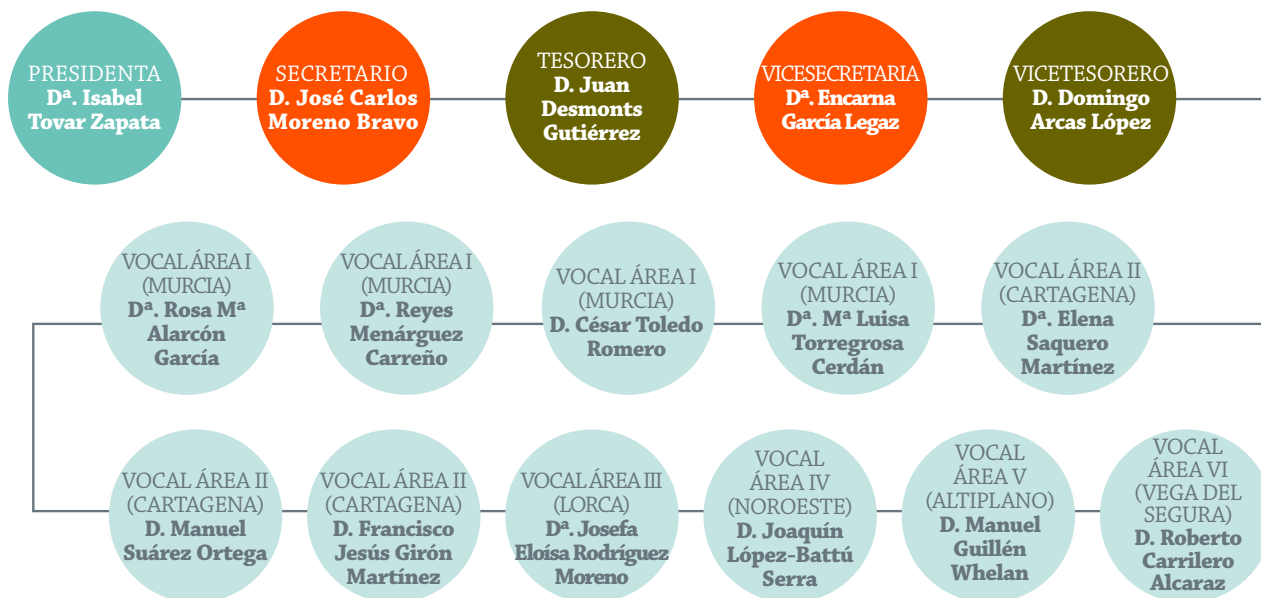 PRESIDENTA
Dª. Isabel
Tovar Zapata
SECRETARIO
D. José Carlos
Moreno Bravo
TESORERO
D. Juan
Desmonts
Gutiérrez
VICESECRETARIA
Dª. Encarna
García Legaz
VICETESORERO
D. Domingo
Arcas López
VOCAL ÁREA I
(MURCIA)
Dª. Rosa Mª
Alarcón
García
VOCAL ÁREA I
(MURCIA)
Dª. Reyes
Menárguez
Carreño
VOCAL ÁREA I
(MURCIA)
D. César Toledo
Romero
VOCAL ÁREA I
(MURCIA)
Dª. Mª Luisa
Torregrosa
Cerdán
VOCAL ÁREA II
(CARTAGENA)
Dª. Elena
Saquero
Martínez
VOCAL ÁREA II
(CARTAGENA)
D. Manuel
Suárez Ortega
VOCAL ÁREA II
(CARTAGENA)
D. Francisco
Jesús Girón
Martínez
VOCAL ÁREA III
(LORCA)
Dª. Josefa
Eloísa Rodríguez
Moreno
VOCAL
ÁREA IV
(NOROESTE)
D. Joaquín
López-Battú
Serra
VOCAL
ÁREA V
(ALTIPLANO)
D. Manuel
Guillén
Whelan
VOCAL
ÁREA VI
(VEGA DEL
SEGURA)
D. Roberto
Carrilero
Alcaraz